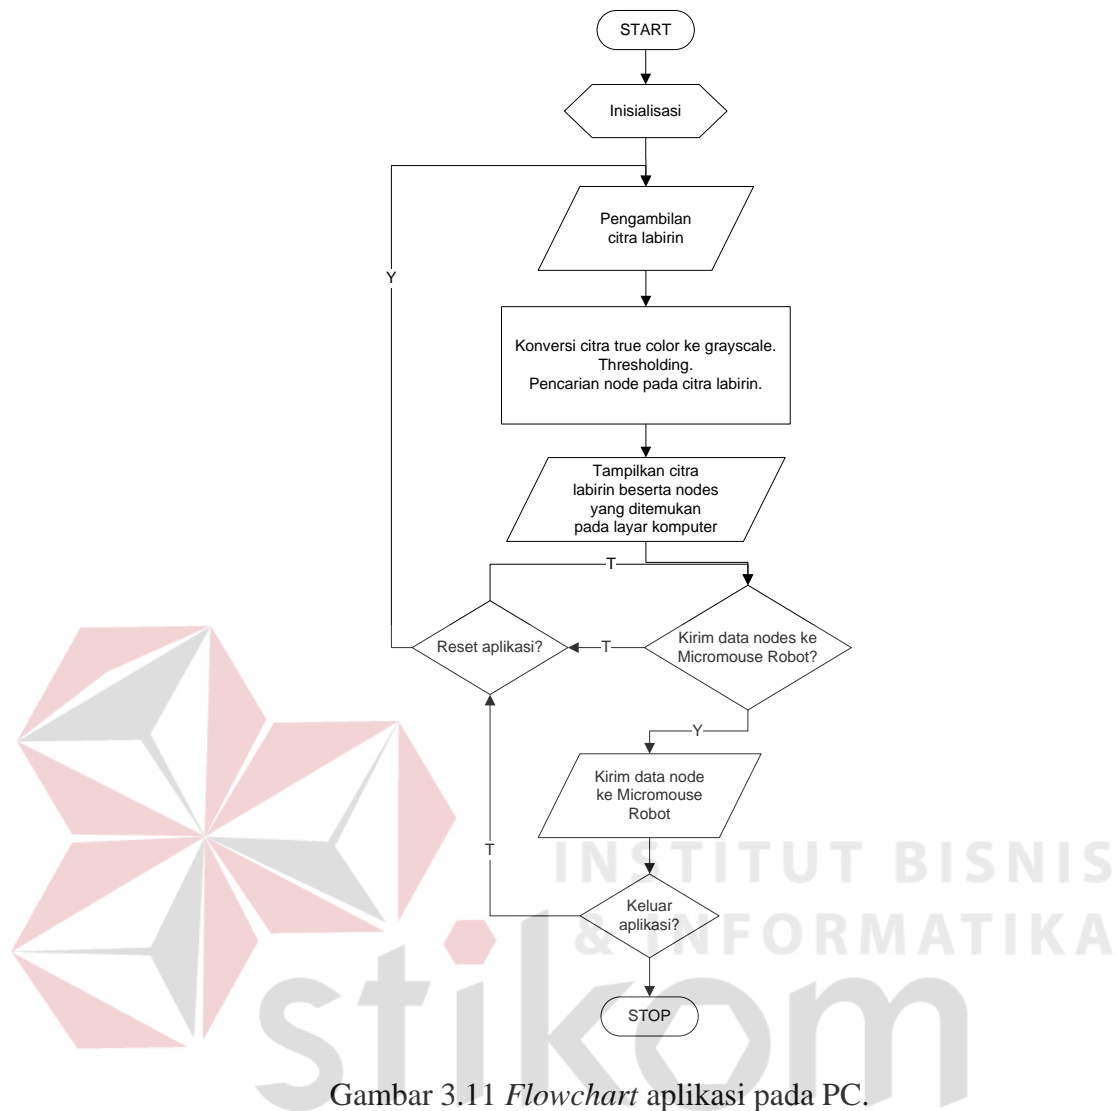 START
Inisialisasi
Pengambilan
citra labirin
Y
Konversi citra true color ke grayscale.
Thresholding.
Pencarian node pada citra labirin.
Tampilkan citra
labirin beserta nodes
yang ditemukan
pada layar komputer
T
Reset aplikasi?
T
Kirim data nodes ke
Micromouse Robot?
Y
Kirim data node
ke Micromouse
Robot
T
Keluar
aplikasi?
STOP
INSTITUT BISNIS
& INFORMATIKA
stikom
Gambar 3.11 Flowchart aplikasi pada PC.